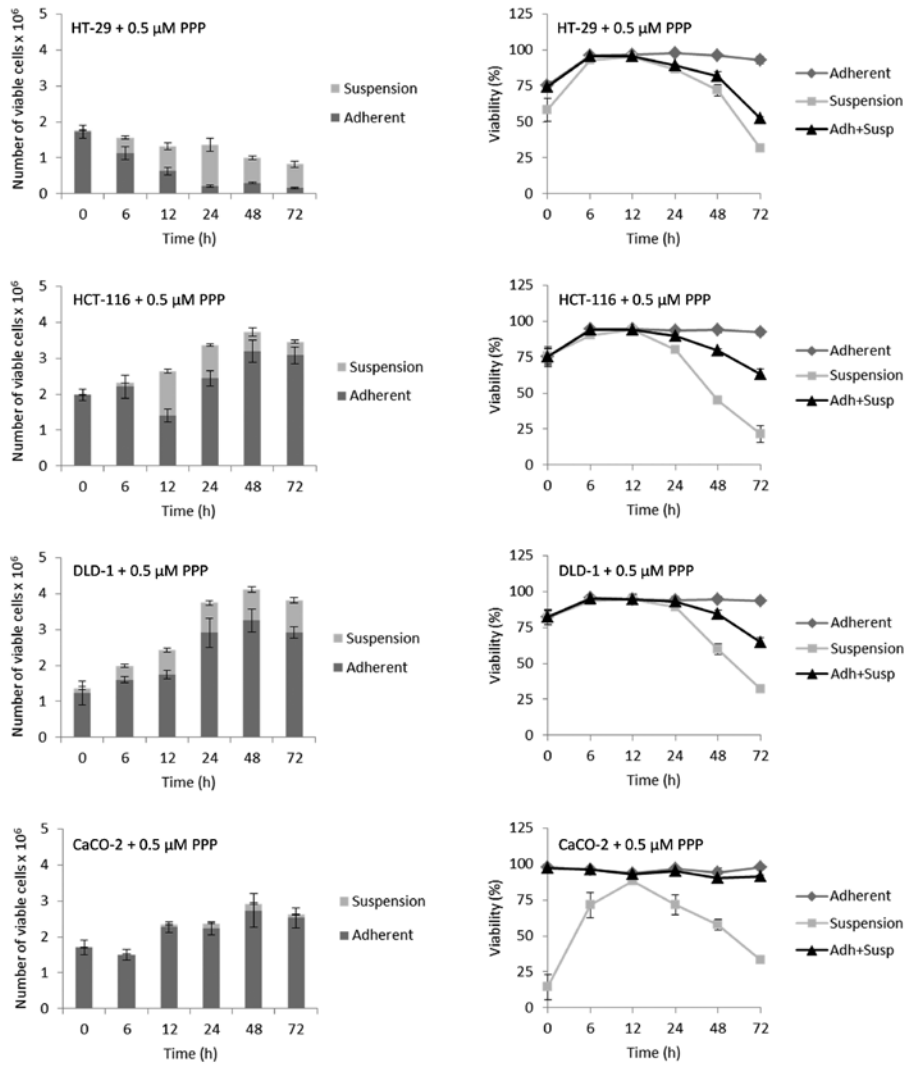 HT-29 + 0.5 µM PPP
Number of viable cells x 10⁶
5
4
3
2
1
0
0 6 12 24 48 72
Time (h)
Suspension
Adherent
HT-29 + 0.5 µM PPP
Viability (%)
125
100
75
50
25
0
0 6 12 24 48 72
Time (h)
Adherent
Suspension
Adh+Susp
HCT-116 + 0.5 µM PPP
Number of viable cells x 10⁶
5
4
3
2
1
0
0 6 12 24 48 72
Time (h)
Suspension
Adherent
HCT-116 + 0.5 µM PPP
Viability (%)
125
100
75
50
25
0
0 6 12 24 48 72
Time (h)
Adherent
Suspension
Adh+Susp
DLD-1 + 0.5 µM PPP
Number of viable cells x 10⁶
5
4
3
2
1
0
0 6 12 24 48 72
Time (h)
Suspension
Adherent
DLD-1 + 0.5 µM PPP
Viability (%)
125
100
75
50
25
0
0 6 12 24 48 72
Time (h)
Adherent
Suspension
Adh+Susp
CaCO-2 + 0.5 µM PPP
Number of viable cells x 10⁶
5
4
3
2
1
0
0 6 12 24 48 72
Time (h)
Suspension
Adherent
CaCO-2 + 0.5 µM PPP
Viability (%)
125
100
75
50
25
0
0 6 12 24 48 72
Time (h)
Adherent
Suspension
Adh+Susp